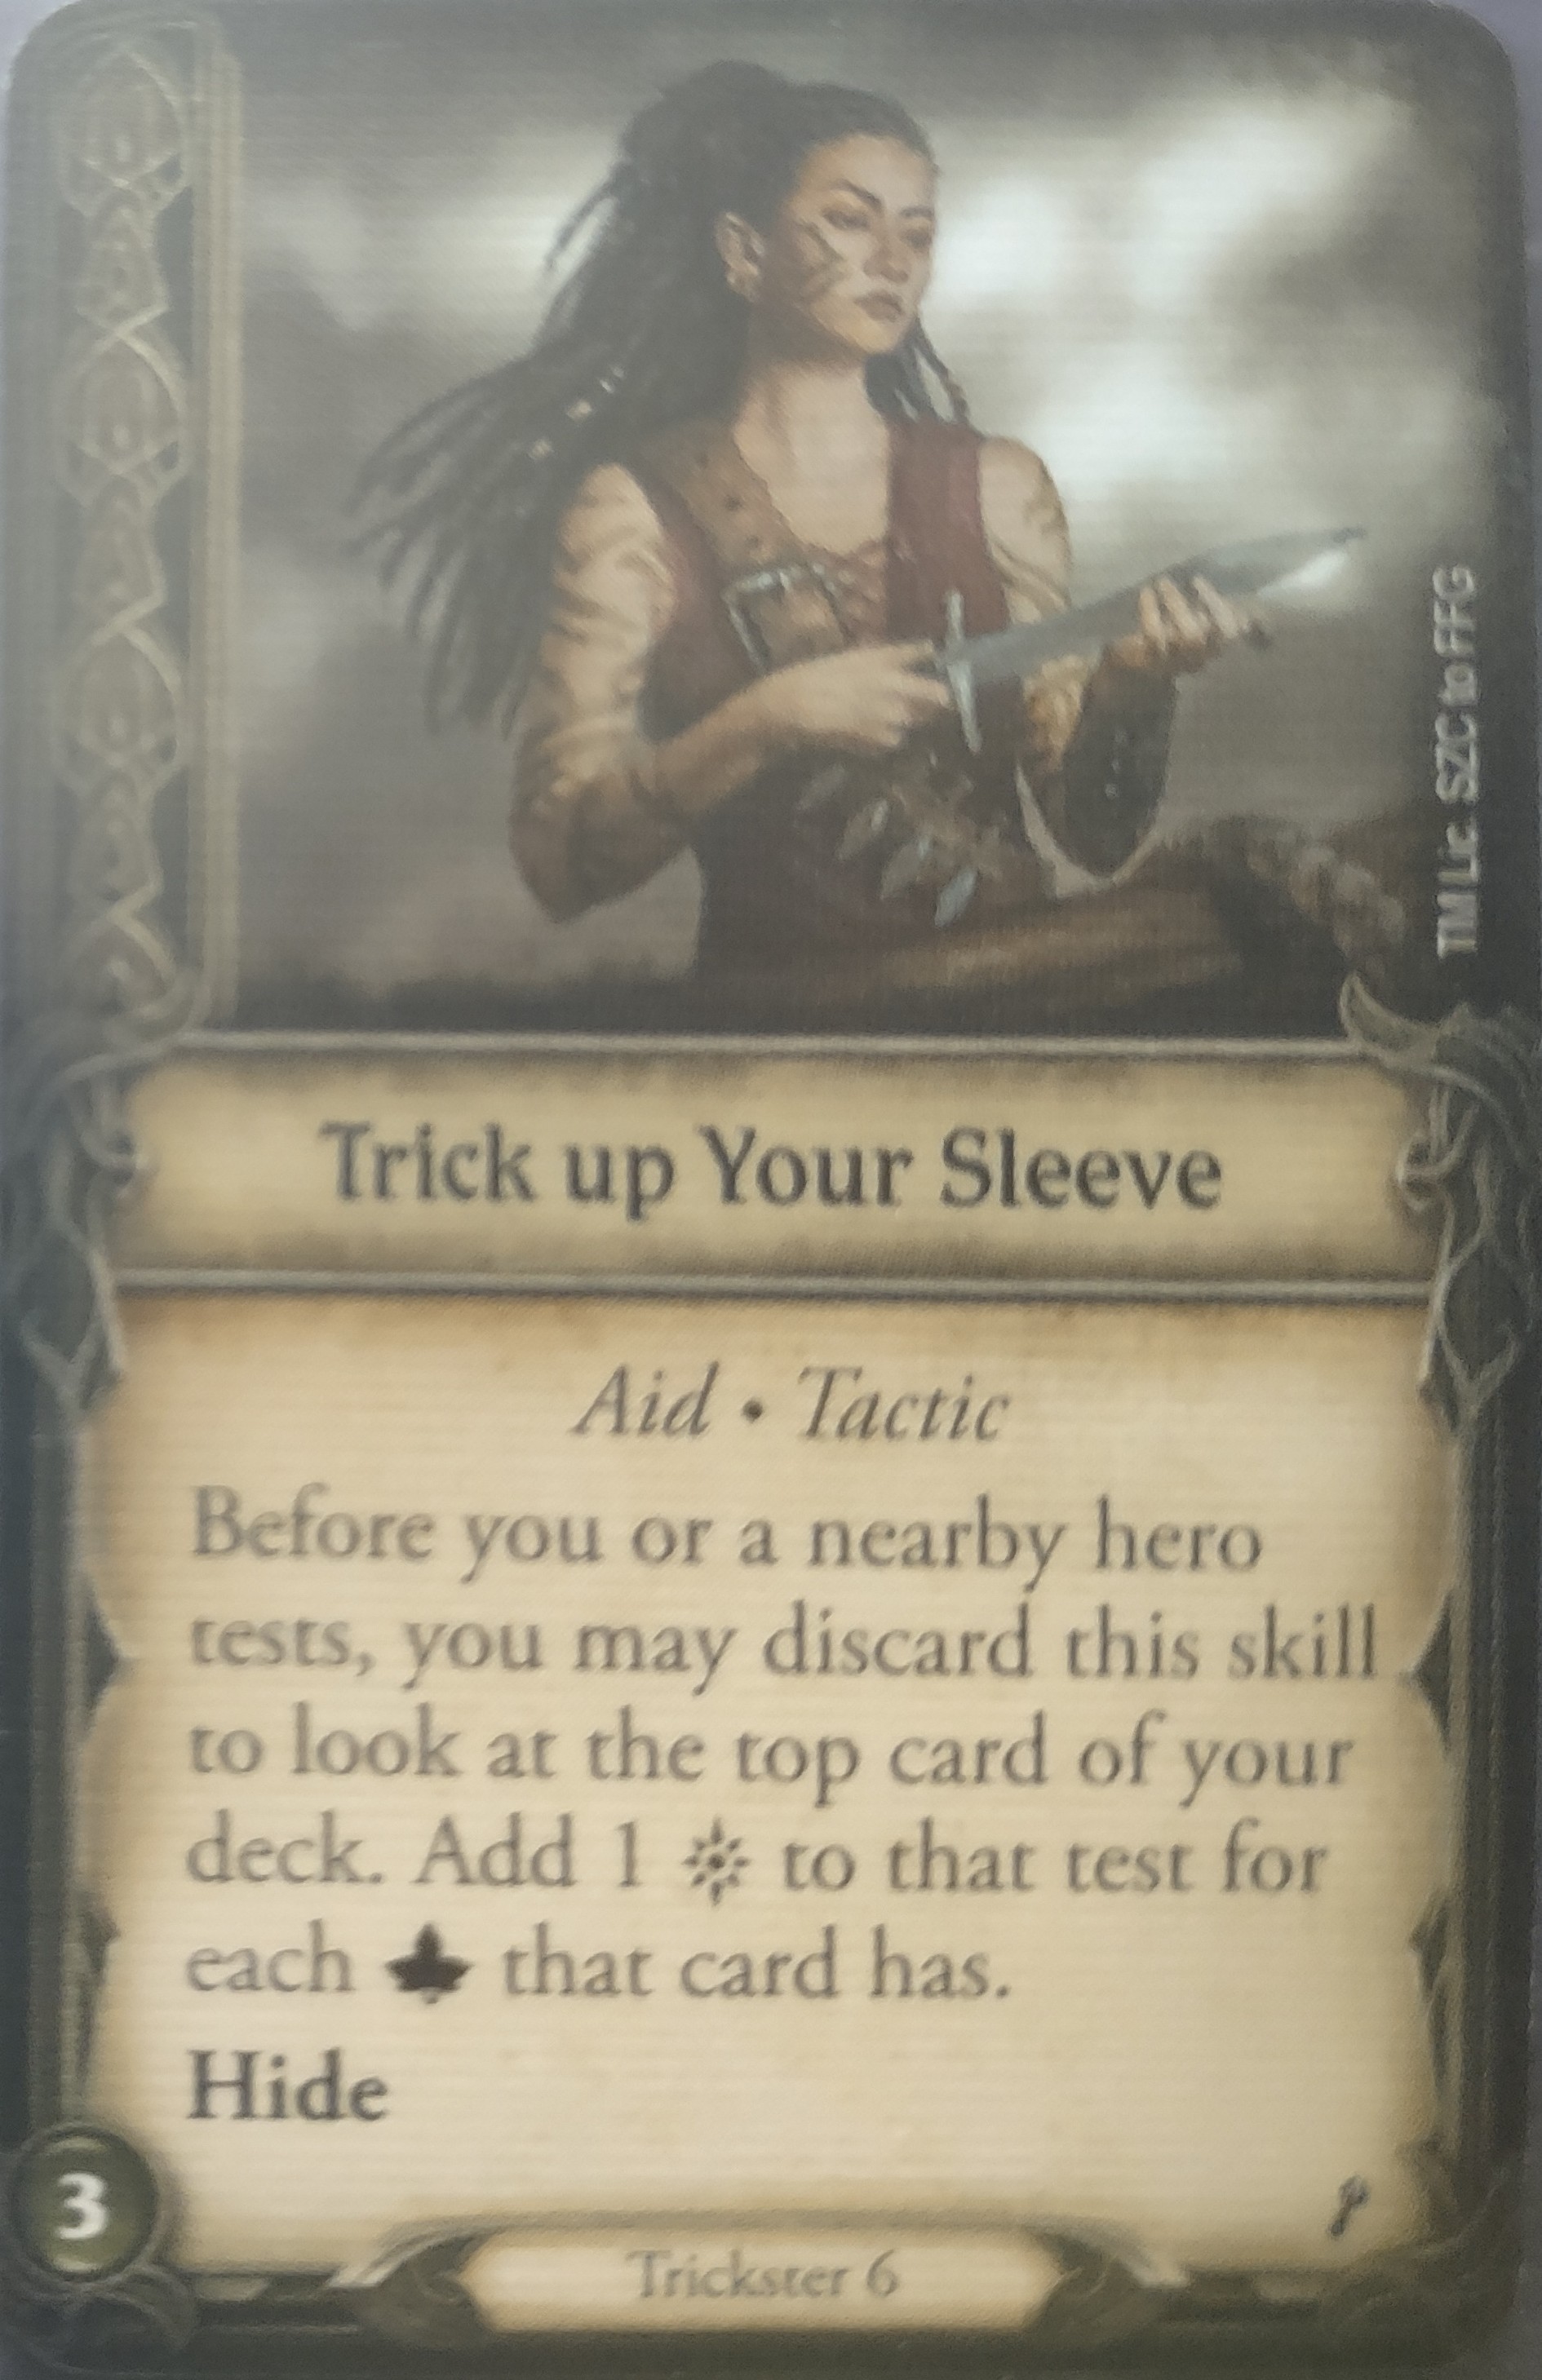 TM Lic. SZC to FFG
Trick up Your Sleeve
Aid • Tactic
Before you or a nearby hero
tests, you may discard this skill
to look at the top card of your
deck. Add 1 to that test for
each that card has.
Hide
3
Trickster 6